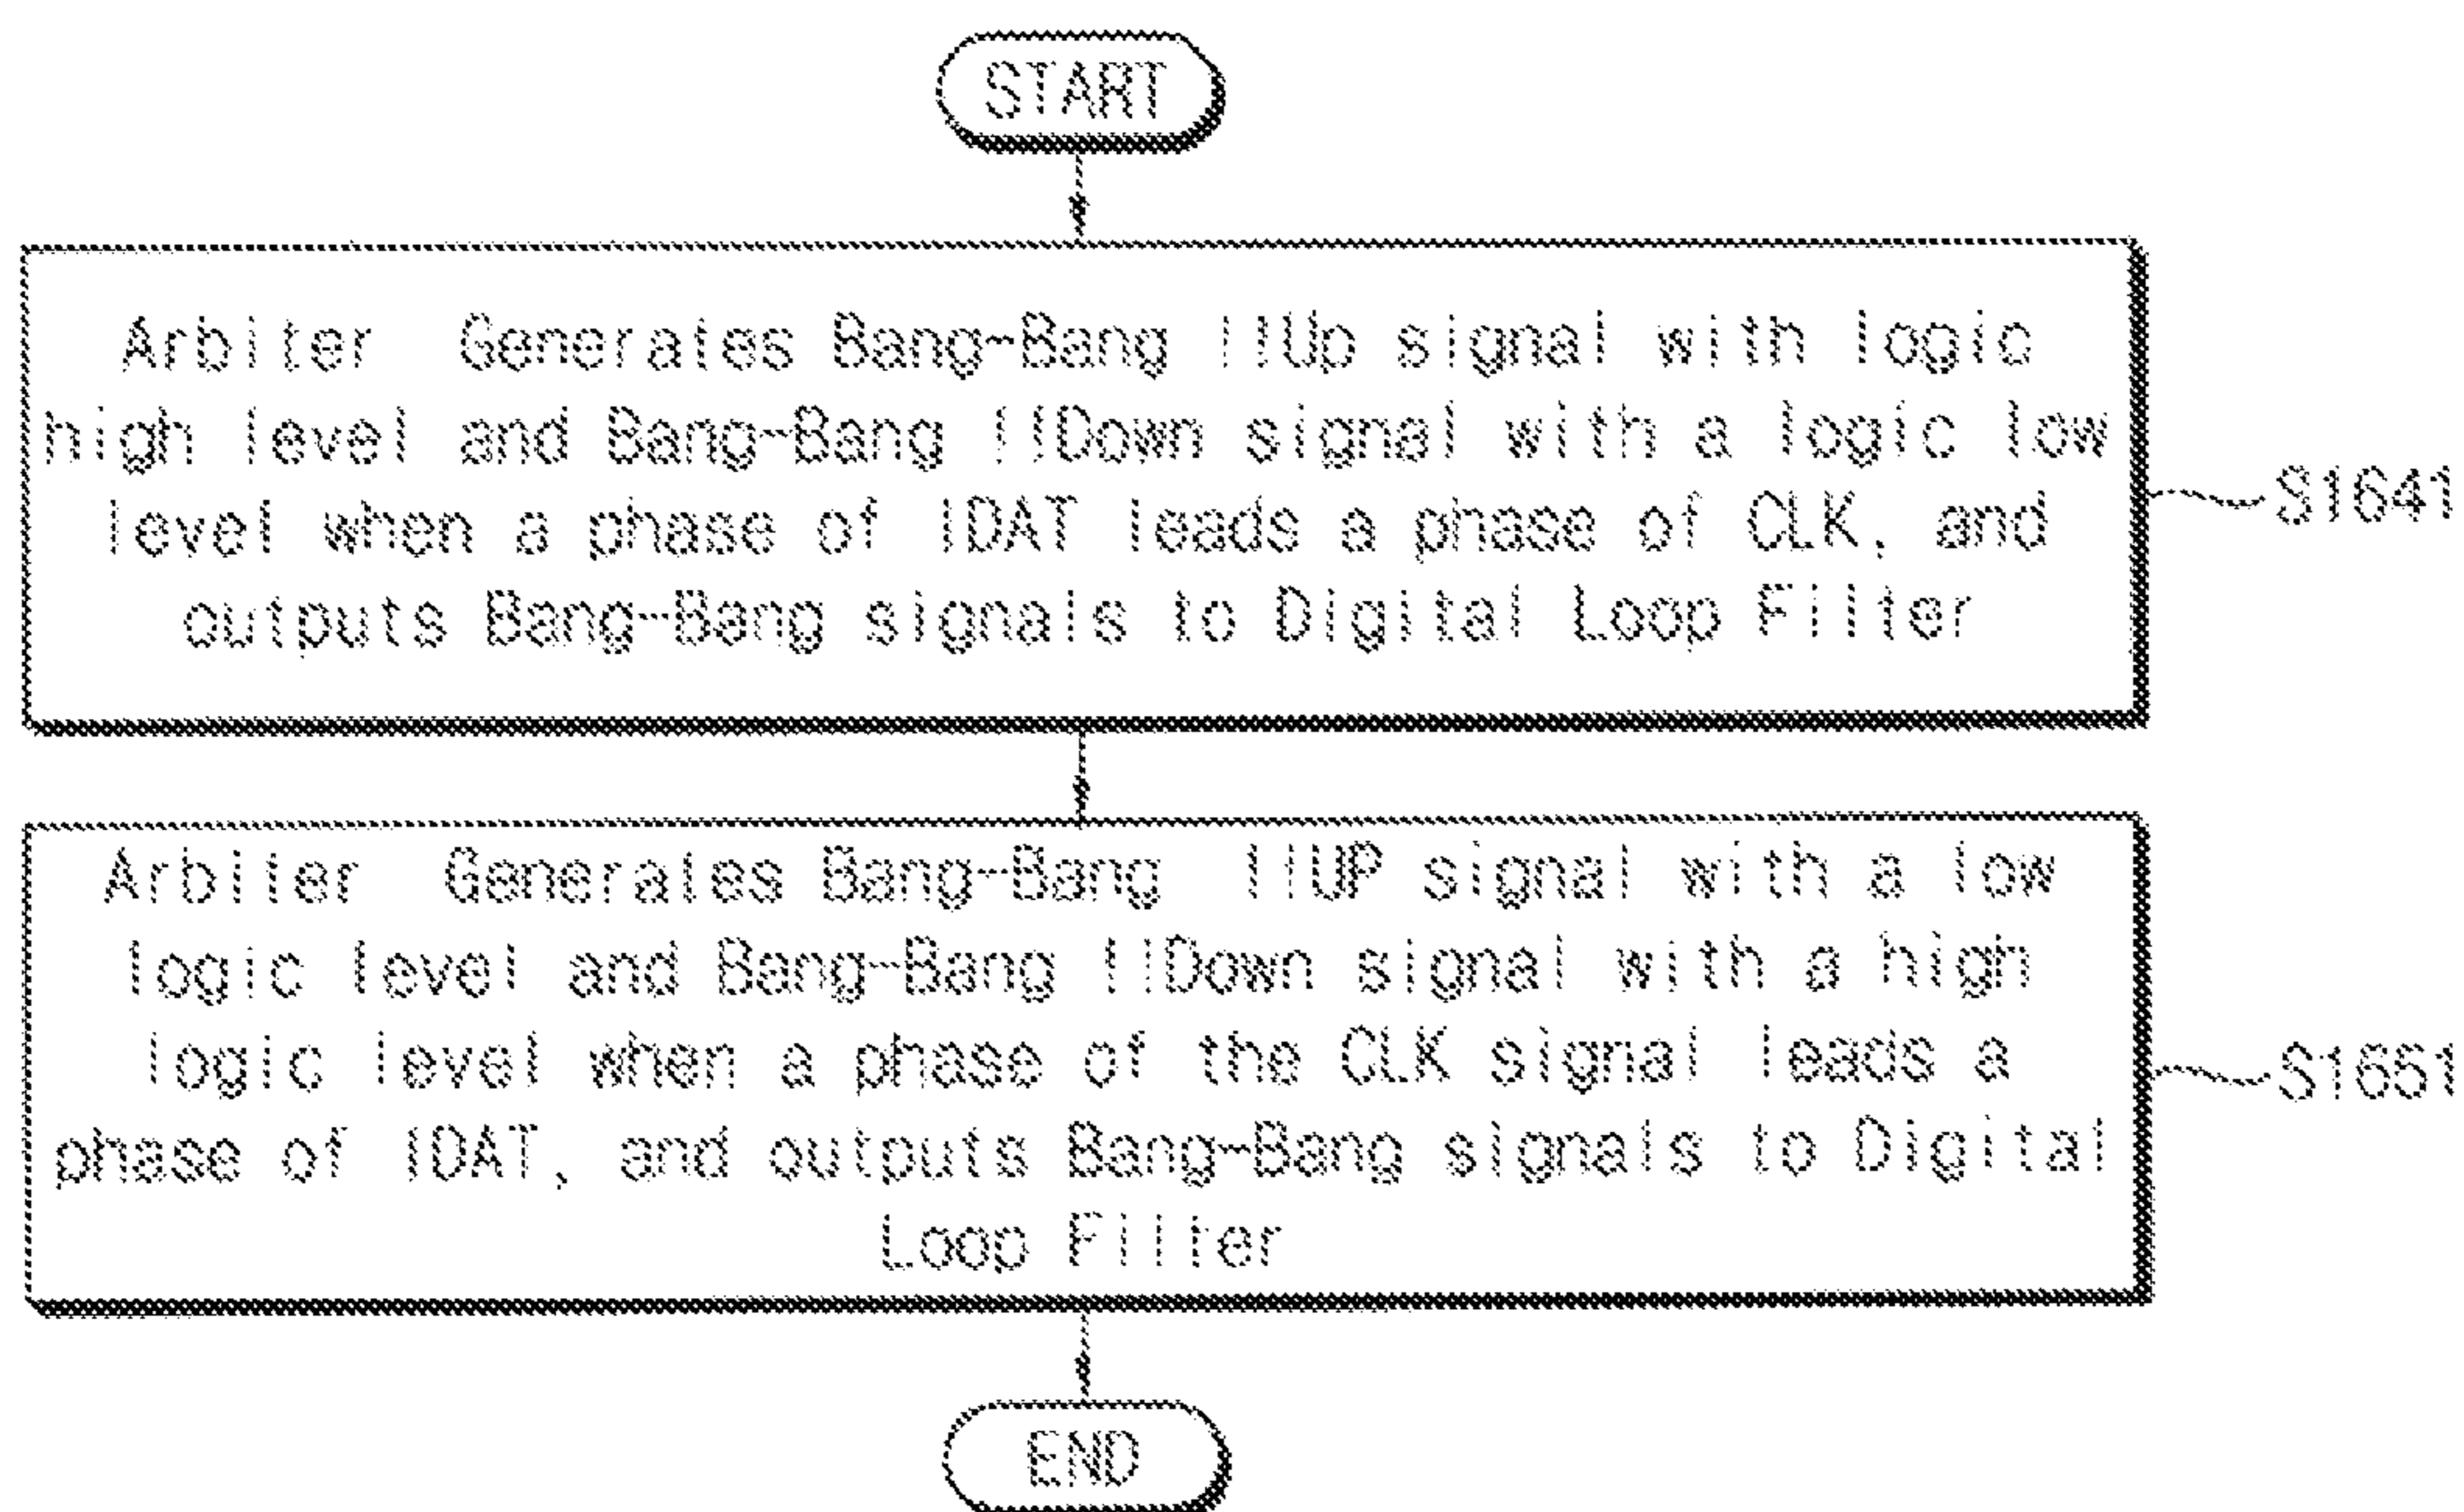 START
Arbiter Generates Bang-Bang !!Up signal with logic
high level and Bang-Bang !!Down signal with a logic low
level when a phase of IDAT leads a phase of CLK, and
outputs Bang-Bang signals to Digital Loop Filter
S1641
Arbiter Generates Bang-Bang !!UP signal with a low
logic level and Bang-Bang !!Down signal with a high
logic level when a phase of the CLK signal leads a
phase of IDAT, and outputs Bang-Bang signals to Digital
Loop Filter
S1651
END